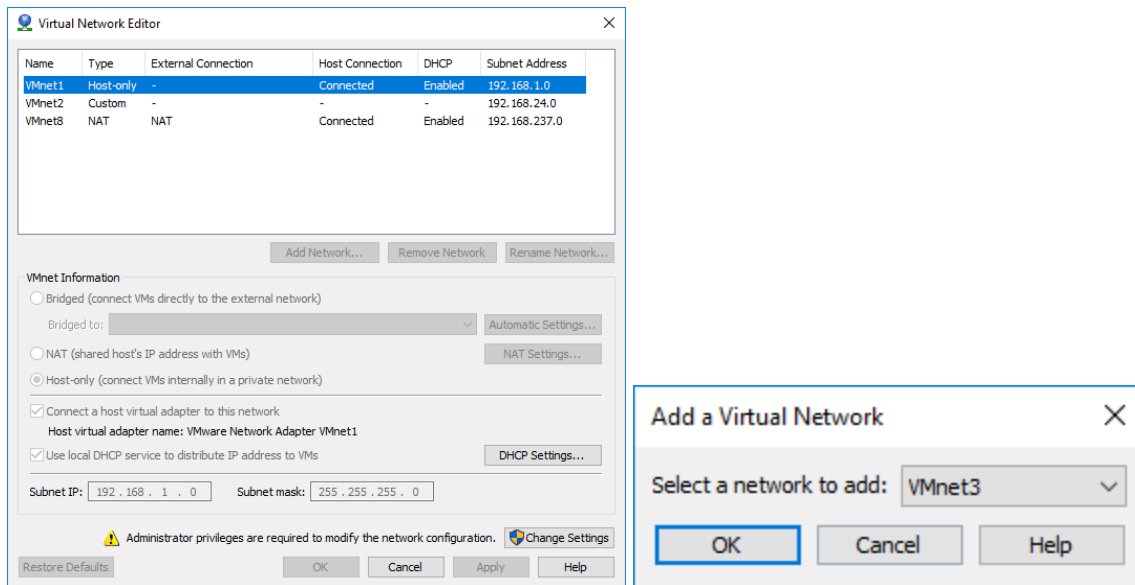 Virtual Network Editor
Name Type External Connection Host Connection DHCP Subnet Address
VMnet1 Host-only - Connected Enabled 192.168.1.0
VMnet2 Custom - - - 192.168.24.0
VMnet8 NAT NAT Connected Enabled 192.168.237.0
Add Network... Remove Network Rename Network...
VMnet Information
Bridged (connect VMs directly to the external network)
Bridged to: Automatic Settings...
NAT (shared host's IP address with VMs) NAT Settings...
Host-only (connect VMs internally in a private network)
Connect a host virtual adapter to this network
Host virtual adapter name: VMware Network Adapter VMnet1
Use local DHCP service to distribute IP address to VMs DHCP Settings...
Subnet IP: 192 . 168 . 1 . 0 Subnet mask: 255 . 255 . 255 . 0
Administrator privileges are required to modify the network configuration. Change Settings
Restore Defaults OK Cancel Apply Help
Add a Virtual Network
Select a network to add: VMnet3
OK Cancel Help